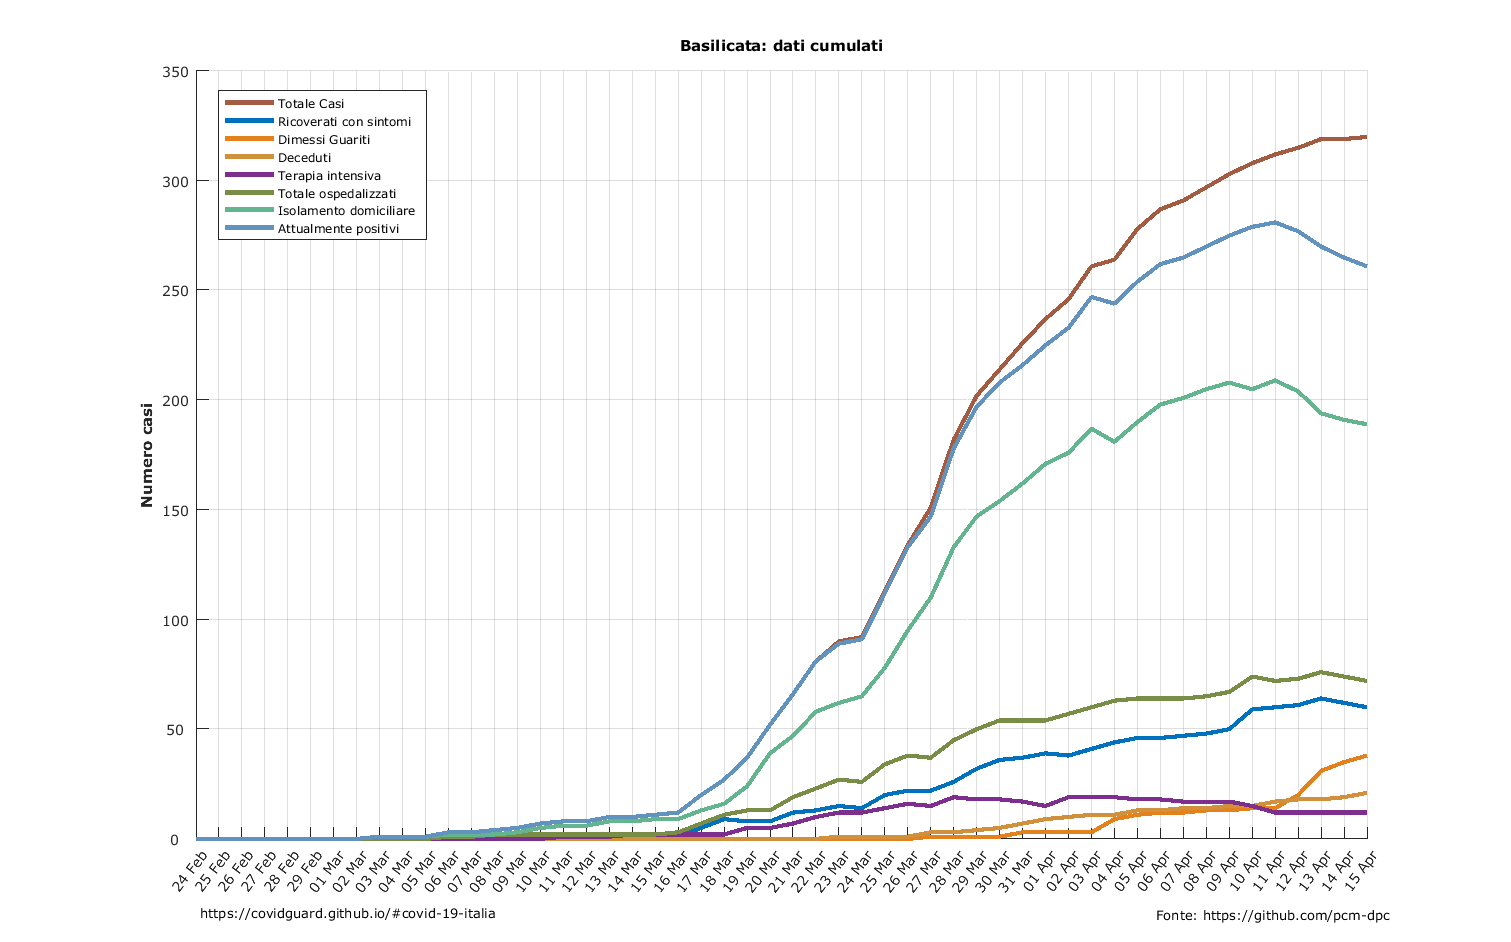 Basilicata: dati cumulati
350
300
250
200
150
100
50
0
Numero casi
Totale Casi
Ricoverati con sintomi
Dimessi Guariti
Deceduti
Terapia intensiva
Totale ospedalizzati
Isolamento domiciliare
Attualmente positivi
24 Feb
25 Feb
26 Feb
27 Feb
28 Feb
29 Feb
01 Mar
02 Mar
03 Mar
04 Mar
05 Mar
06 Mar
07 Mar
08 Mar
09 Mar
10 Mar
11 Mar
12 Mar
13 Mar
14 Mar
15 Mar
16 Mar
17 Mar
18 Mar
19 Mar
20 Mar
21 Mar
22 Mar
23 Mar
24 Mar
25 Mar
26 Mar
27 Mar
28 Mar
29 Mar
30 Mar
31 Mar
01 Apr
02 Apr
03 Apr
04 Apr
05 Apr
06 Apr
07 Apr
08 Apr
09 Apr
10 Apr
11 Apr
12 Apr
13 Apr
14 Apr
15 Apr
https://covidguard.github.io/#covid-19-italia
Fonte: https://github.com/pcm-dpc